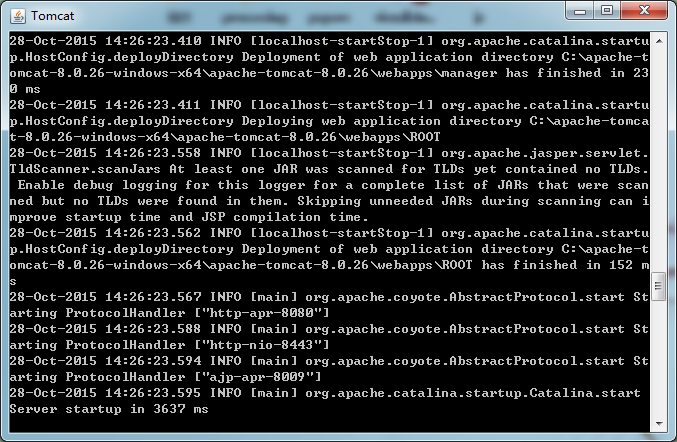 Tomcat
28-Oct-2015 14:26:23.410 INFO [localhost-startStop-1] org.apache.catalina.startu
p.HostConfig.deployDirectory Deployment of web application directory C:\apache-t
omcat-8.0.26-windows-x64\apache-tomcat-8.0.26\webapps\manager has finished in 23
0 ms
28-Oct-2015 14:26:23.411 INFO [localhost-startStop-1] org.apache.catalina.startu
p.HostConfig.deployDirectory Deploying web application directory C:\apache-tomca
t-8.0.26-windows-x64\apache-tomcat-8.0.26\webapps\ROOT
28-Oct-2015 14:26:23.558 INFO [localhost-startStop-1] org.apache.jasper.servlet.
TldScanner.scanJars At least one JAR was scanned for TLDs yet contained no TLDs.
 Enable debug logging for this logger for a complete list of JARs that were scan
ned but no TLDs were found in them. Skipping unneeded JARs during scanning can i
mprove startup time and JSP compilation time.
28-Oct-2015 14:26:23.562 INFO [localhost-startStop-1] org.apache.catalina.startu
p.HostConfig.deployDirectory Deployment of web application directory C:\apache-t
omcat-8.0.26-windows-x64\apache-tomcat-8.0.26\webapps\ROOT has finished in 152 m
s
28-Oct-2015 14:26:23.567 INFO [main] org.apache.coyote.AbstractProtocol.start St
arting ProtocolHandler ["http-apr-8080"]
28-Oct-2015 14:26:23.588 INFO [main] org.apache.coyote.AbstractProtocol.start St
arting ProtocolHandler ["http-nio-8443"]
28-Oct-2015 14:26:23.594 INFO [main] org.apache.coyote.AbstractProtocol.start St
arting ProtocolHandler ["ajp-apr-8009"]
28-Oct-2015 14:26:23.595 INFO [main] org.apache.catalina.startup.Catalina.start
Server startup in 3637 ms